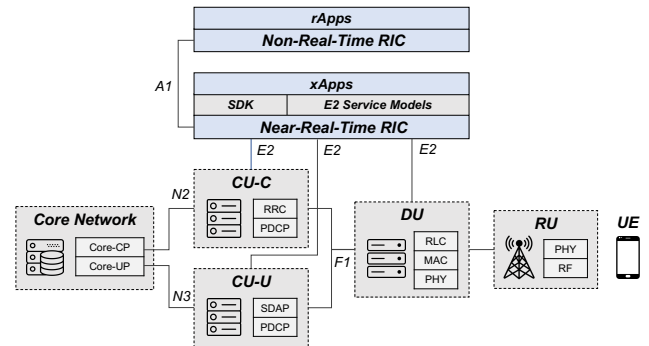 rApps
Non-Real-Time RIC
A1
xApps
SDK
E2 Service Models
Near-Real-Time RIC
E2
E2
E2
N2
CU-C
RRC
PDCP
Core Network
Core-CP
Core-UP
N3
CU-U
SDAP
PDCP
F1
DU
RLC
MAC
PHY
RU
PHY
RF
UE